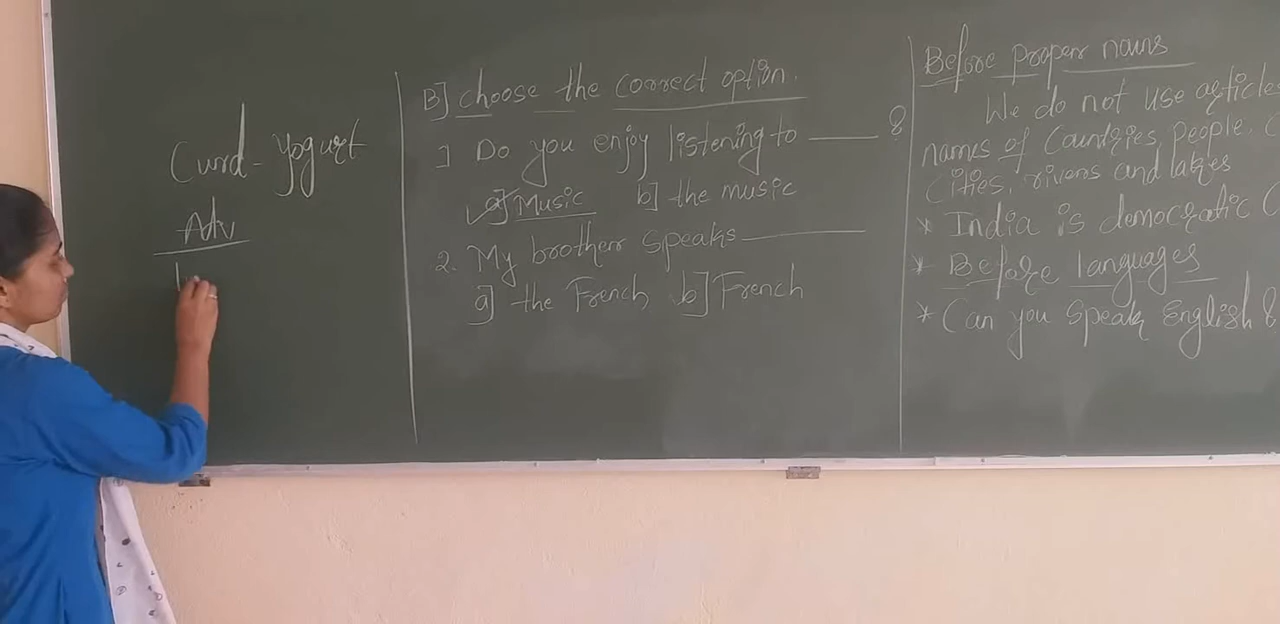 Curd - Yogurt
Adv
B] choose the correct option.
1 Do you enjoy listening to ——— ?
a] Music b] the music
2. My brother speaks ————
a] the French b] French
Before proper nouns
We do not use articles
names of Countries, people,
Cities, rivers and lakes
* India is democratic
* Before languages
* Can you speak English